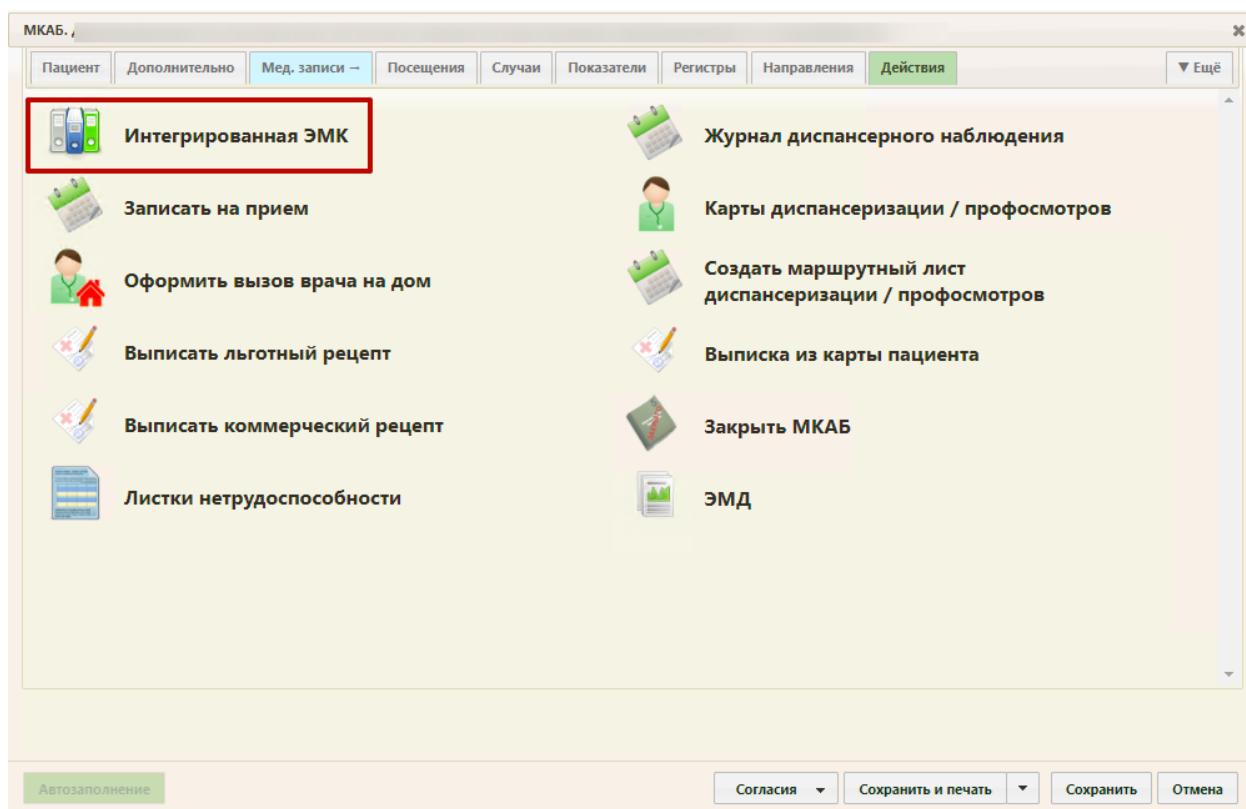 МКАБ.
Пациент Дополнительно Мед. записи → Посещения Случаи Показатели Регистры Направления Действия ▼ Ещё
Интегрированная ЭМК
Журнал диспансерного наблюдения
Записать на прием
Карты диспансеризации / профосмотров
Оформить вызов врача на дом
Создать маршрутный лист
диспансеризации / профосмотров
Выписать льготный рецепт
Выписка из карты пациента
Выписать коммерческий рецепт
Закрыть МКАБ
Листки нетрудоспособности
ЭМД
Автозаполнение Согласия Сохранить и печать Сохранить Отмена